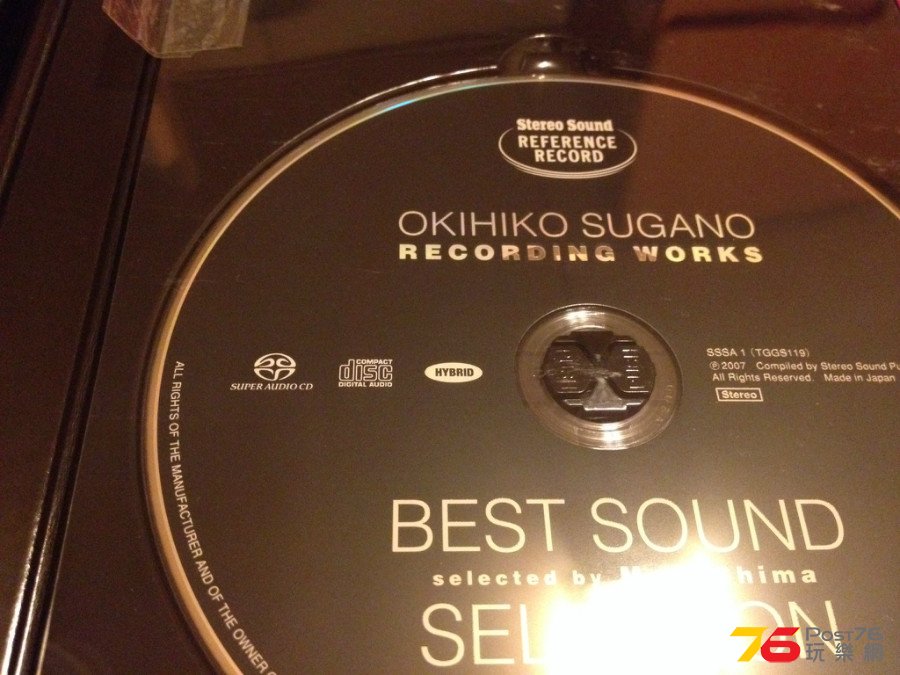 Stereo Sound
REFERENCE
RECORD
OKIHIKO SUGANO
RECORDING WORKS
SUPER AUDIO CD
COMPACT
disc
DIGITAL AUDIO
HYBRID
SSSA 1 (TGGS119)
℗2007 Compiled by Stereo Sound Pu
All Rights Reserved. Made in Japan
Stereo
ALL RIGHTS OF THE MANUFACTURER AND OF THE OWNER
BEST SOUND
selected by
76 Post76
玩樂網